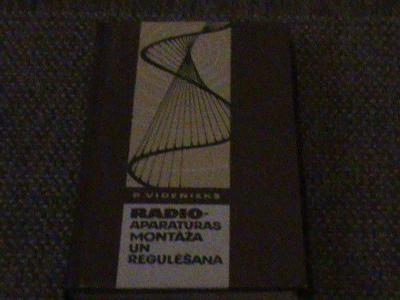 P. VIDENIEKS
RADIO-
APARATŪRAS
MONTĀŽA
UN
REGULĒŠANA